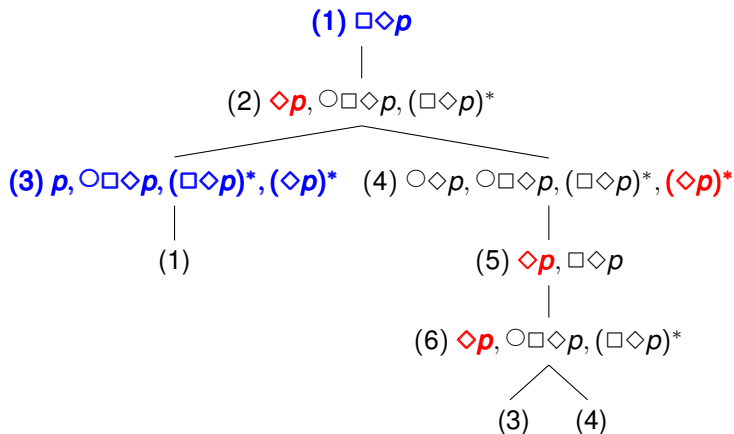 (1) □◇p
(2) ◇p, ○□◇p, (□◇p)*
(3) p, ○□◇p, (□◇p)*, (◇p)* (4) ○◇p, ○□◇p, (□◇p)*, (◇p)*
(1)
(5) ◇p, □◇p
(6) ◇p, ○□◇p, (□◇p)*
(3) (4)